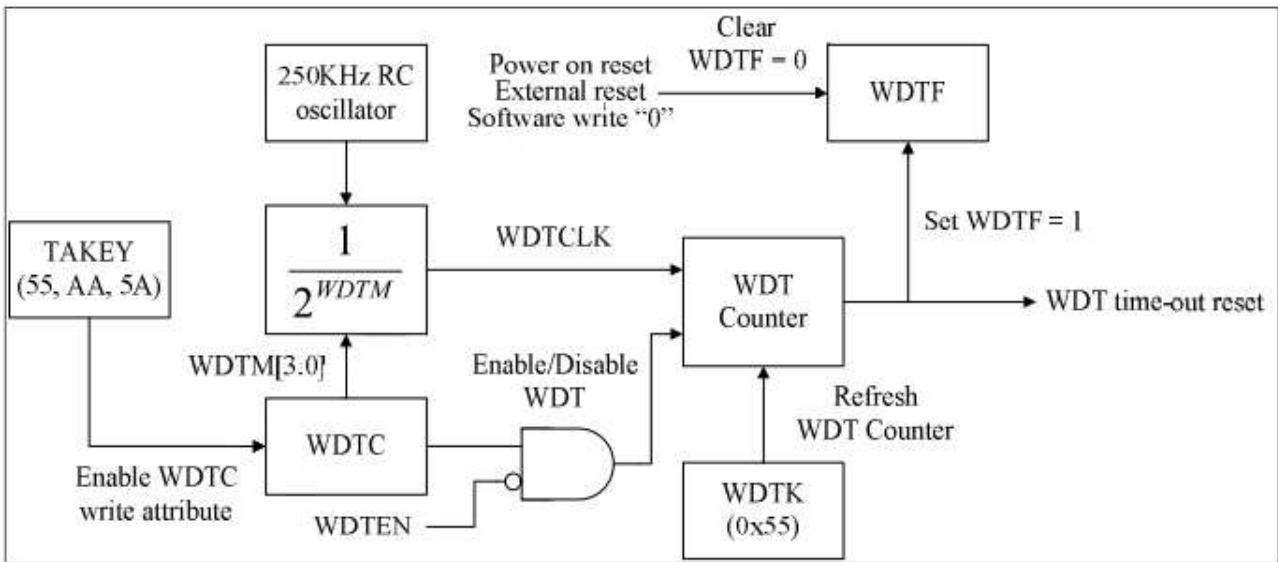 Clear
WDTF = 0
Power on reset
External reset
Software write “0”
WDTF
250KHz RC
oscillator
TAKEY
(55, AA, 5A)
1
2^WDTM
WDTCLK
Set WDTF = 1
WDT
Counter
WDT time-out reset
WDTM[3.0]
Enable/Disable
WDT
Refresh
WDT Counter
WDTC
Enable WDTC
write attribute
WDTEN
WDTK
(0x55)